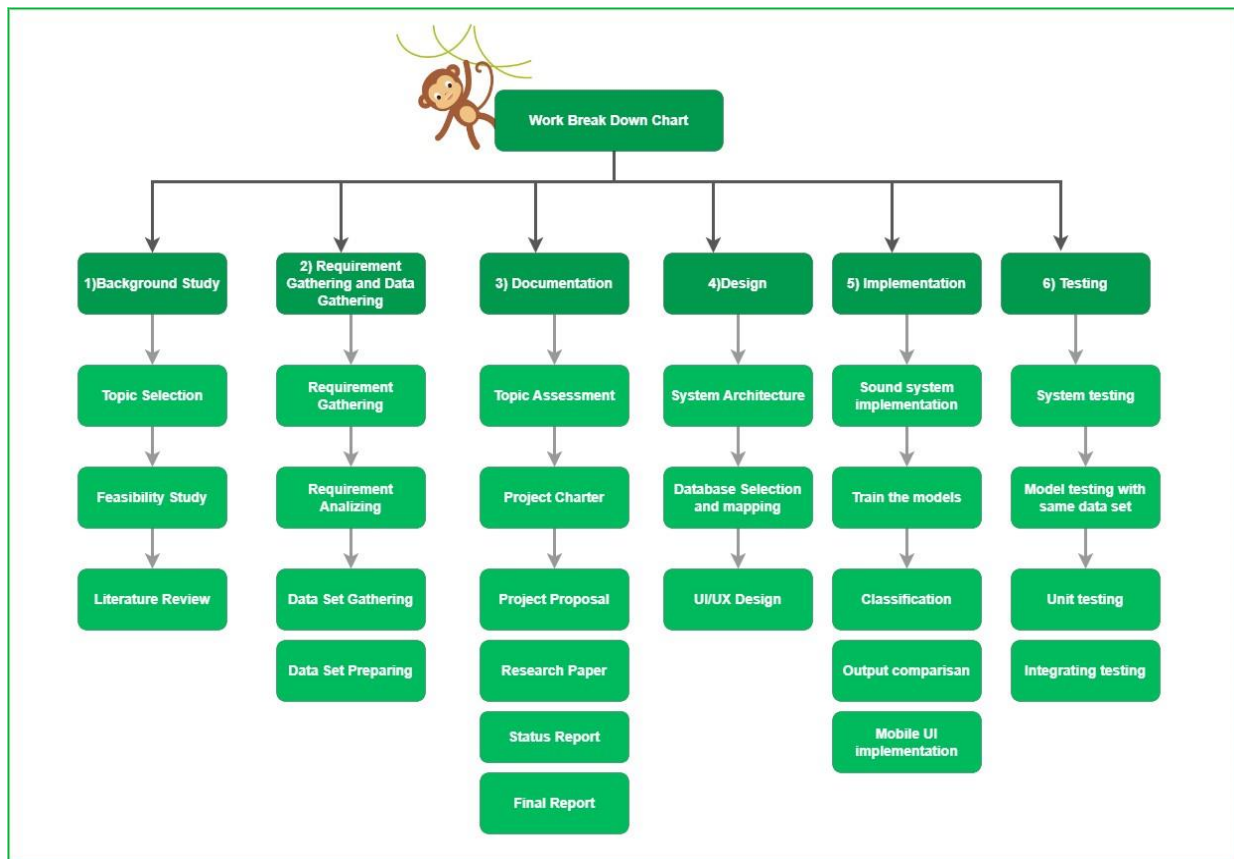 Work Break Down Chart
1)Background Study
2) Requirement
Gathering and Data
Gathering
3) Documentation
4)Design
5) Implementation
6) Testing
Topic Selection
Feasibility Study
Literature Review
Requirement
Gathering
Requirement
Analizing
Data Set Gathering
Data Set Preparing
Topic Assessment
Project Charter
Project Proposal
Research Paper
Status Report
Final Report
System Architecture
Database Selection
and mapping
UI/UX Design
Sound system
implementation
Train the models
Classification
Output comparisan
Mobile UI
implementation
System testing
Model testing with
same data set
Unit testing
Integrating testing